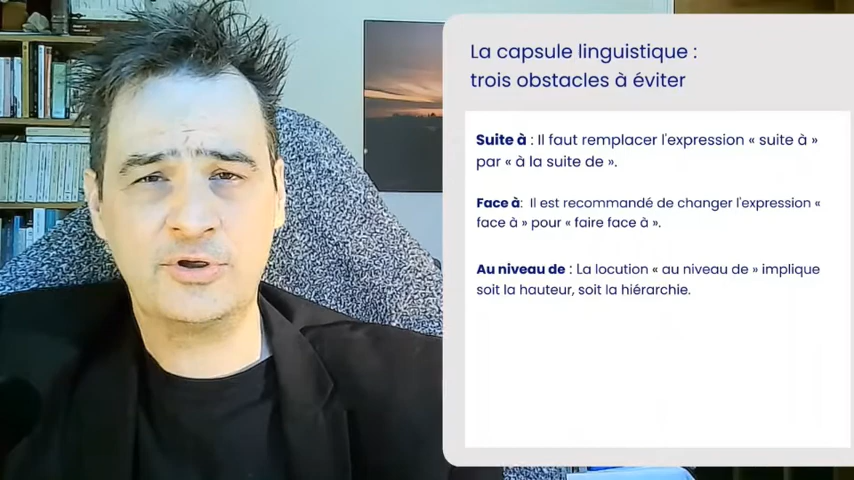 La capsule linguistique :
trois obstacles à éviter
Suite à : Il faut remplacer l'expression « suite à »
par « à la suite de ».
Face à: Il est recommandé de changer l'expression «
face à » pour « faire face à ».
Au niveau de : La locution « au niveau de » implique
soit la hauteur, soit la hiérarchie.